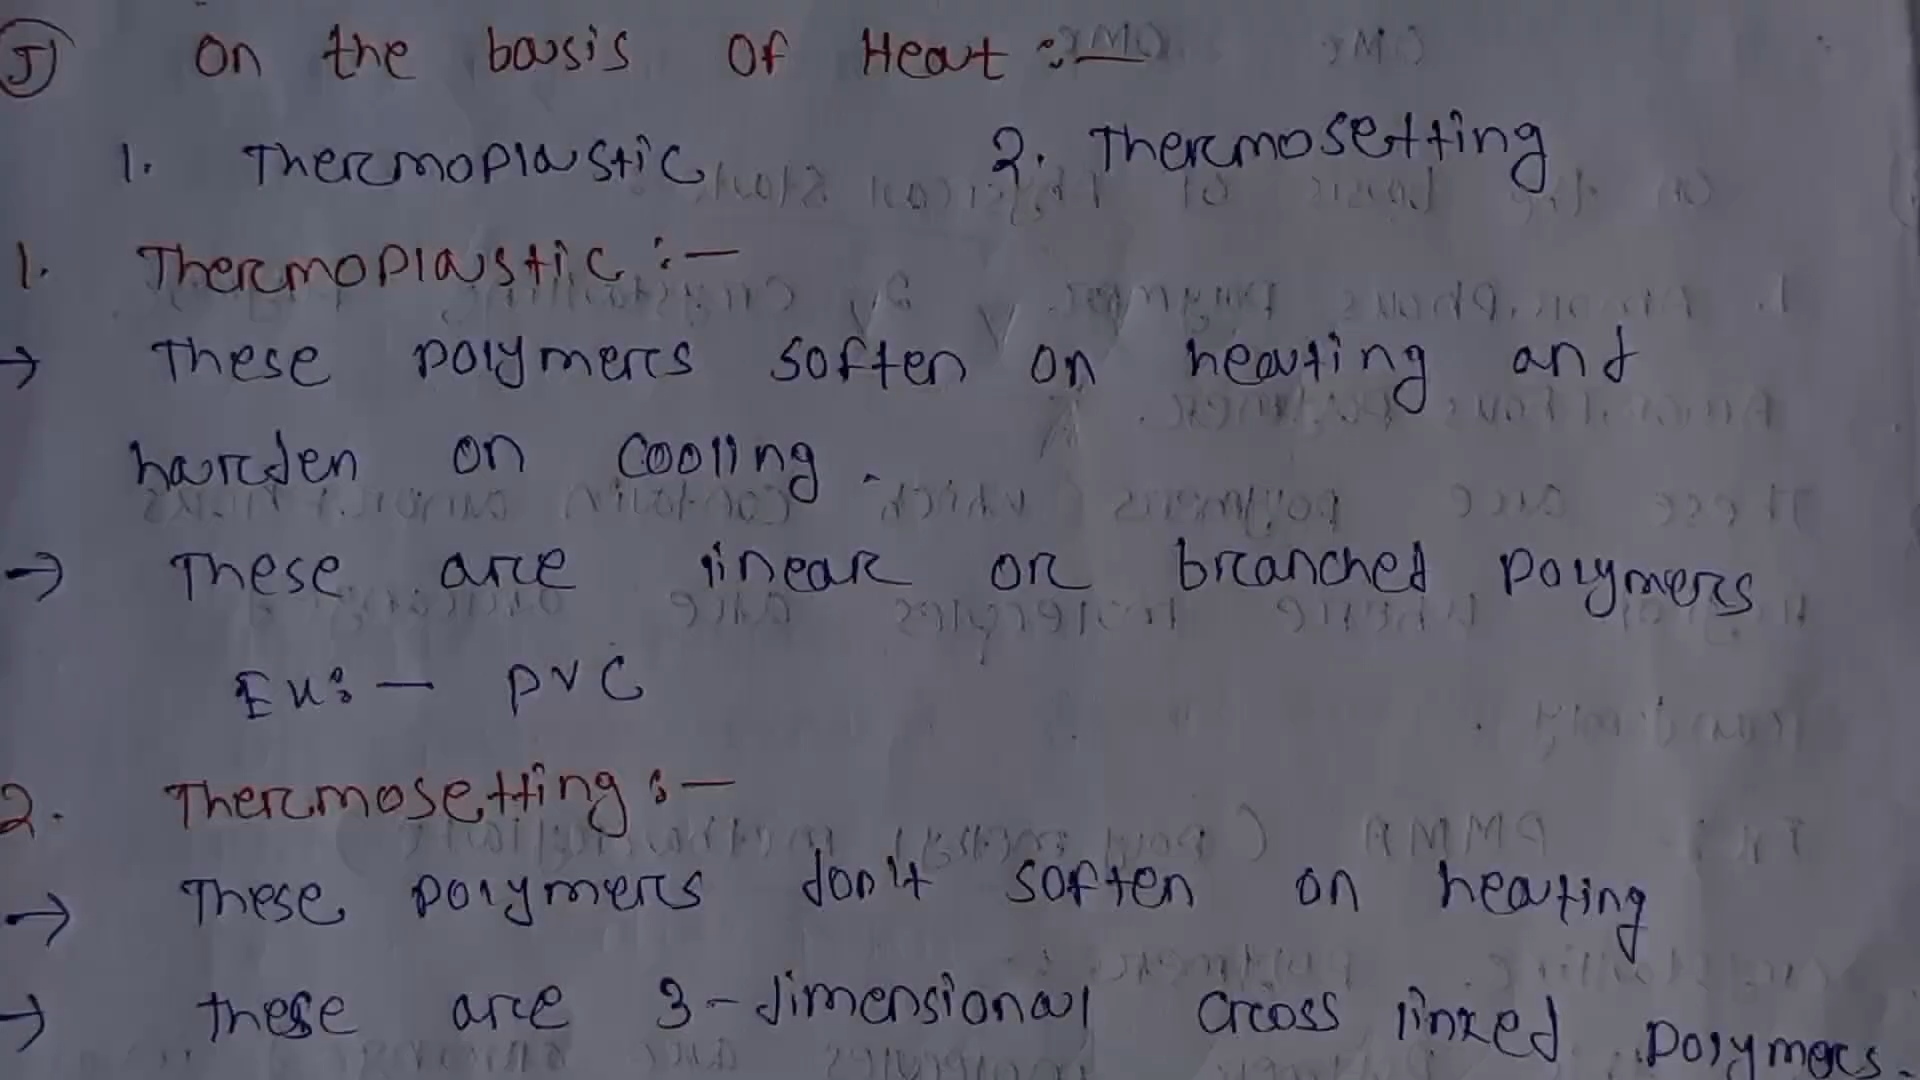 J) On the basis Of Heat :-
1. Thermoplastic 2. Thermosetting
1. Thermoplastic :-
→ These polymers soften on heating and
harden on cooling.
→ These are linear or branched polymers
Ex:- PVC
2. Thermosetting :-
→ These polymers don't soften on heating
→ these are 3-dimensional cross linked polymers.